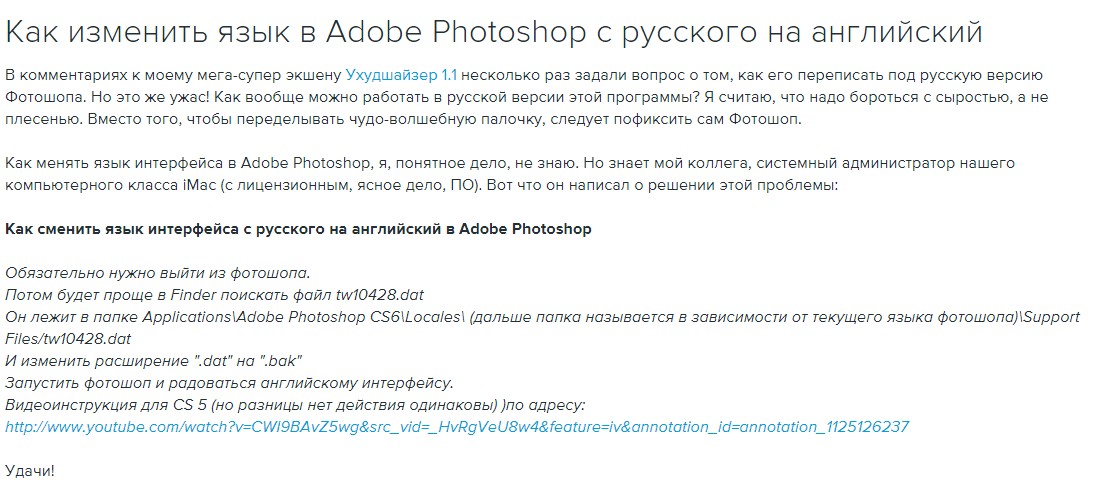 Как изменить язык в Adobe Photoshop с русского на английский
В комментариях к моему мега-супер экшену Ухудшайзер 1.1 несколько раз задали вопрос о том, как его переписать под русскую версию
Фотошопа. Но это же ужас! Как вообще можно работать в русской версии этой программы? Я считаю, что надо бороться с сыростью, а не
плесенью. Вместо того, чтобы переделывать чудо-волшебную палочку, следует пофиксить сам Фотошоп.
Как менять язык интерфейса в Adobe Photoshop, я, понятное дело, не знаю. Но знает мой коллега, системный администратор нашего
компьютерного класса iMac (с лицензионным, ясное дело, ПО). Вот что он написал о решении этой проблемы:
Как сменить язык интерфейса с русского на английский в Adobe Photoshop
Обязательно нужно выйти из фотошопа.
Потом будет проще в Finder поискать файл tw10428.dat
Он лежит в папке Applications\Adobe Photoshop CS6\Locales\ (дальше папка называется в зависимости от текущего языка фотошопа)\Support
Files/tw10428.dat
И изменить расширение ".dat" на ".bak"
Запустить фотошоп и радоваться английскому интерфейсу.
Видеоинструкция для CS 5 (но разницы нет действия одинаковы) )по адресу:
http://www.youtube.com/watch?v=CWI9BAvZ5wg&src_vid=_HvRgVeU8w4&feature=iv&annotation_id=annotation_1125126237
Удачи!